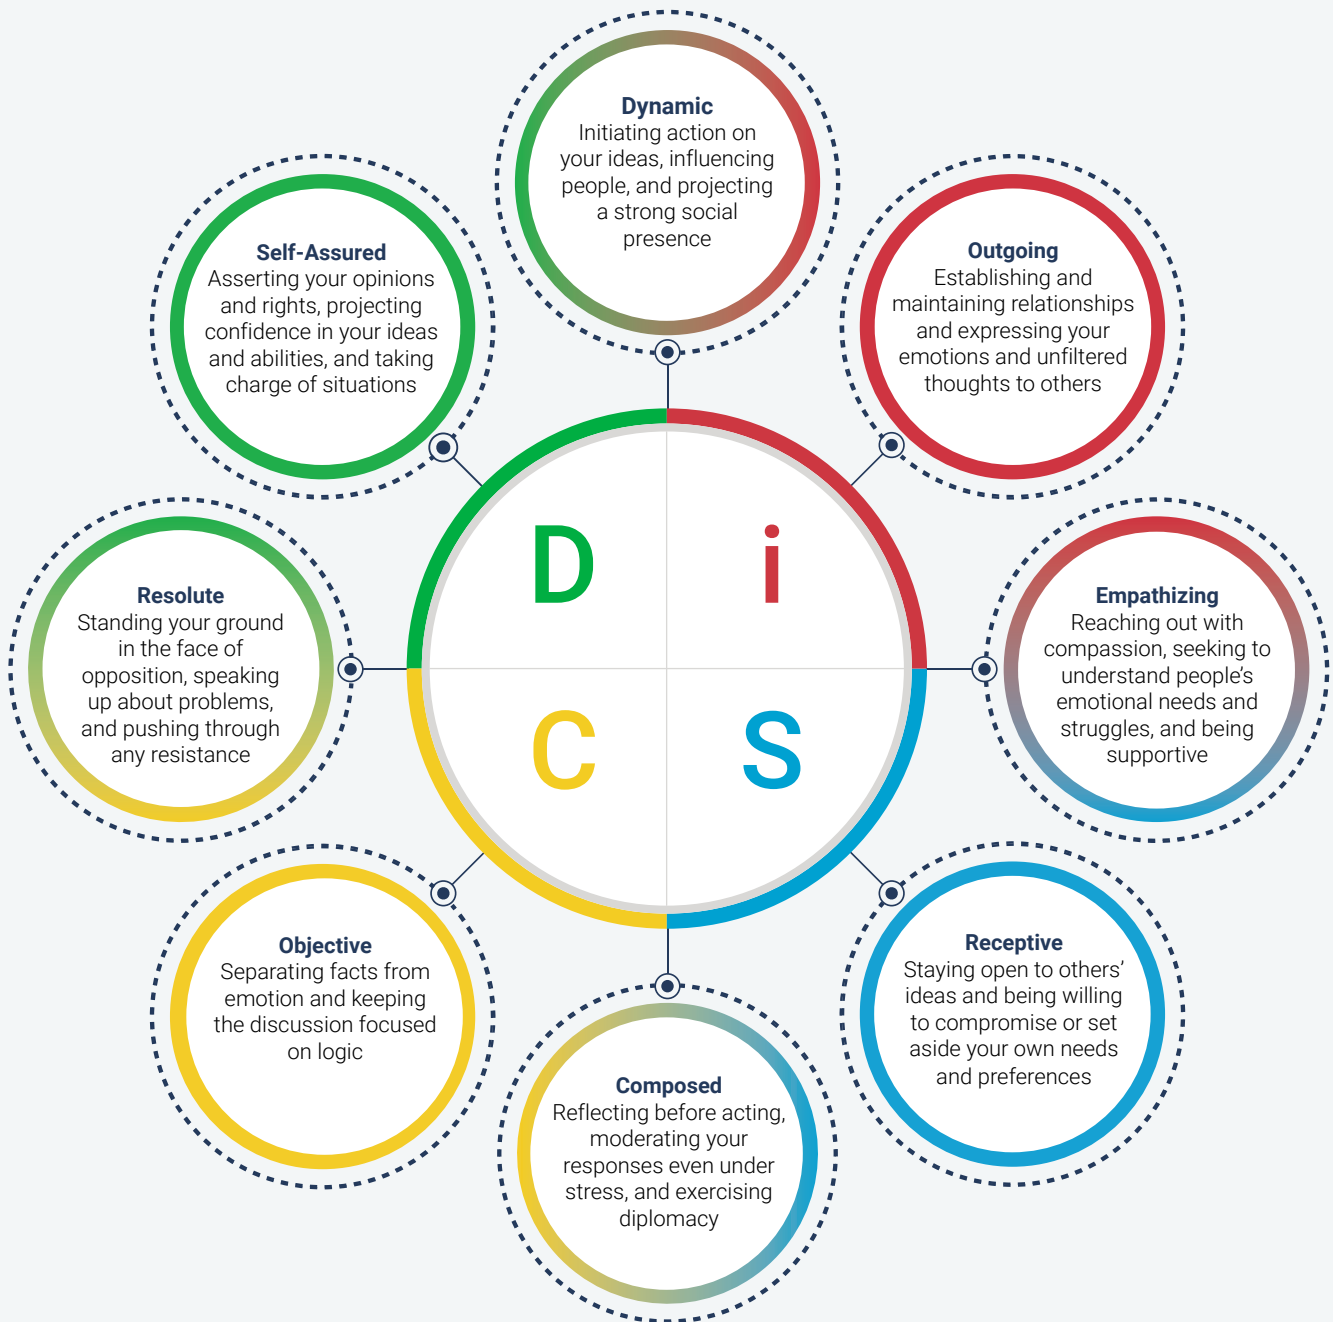 Dynamic
Initiating action on
your ideas, influencing
people, and projecting
a strong social
presence
Self-Assured
Asserting your opinions
and rights, projecting
confidence in your ideas
and abilities, and taking
charge of situations
Outgoing
Establishing and
maintaining relationships
and expressing your
emotions and unfiltered
thoughts to others
D
i
Resolute
Standing your ground
in the face of
opposition, speaking
up about problems,
and pushing through
any resistance
Empathizing
Reaching out with
compassion, seeking to
understand people’s
emotional needs and
struggles, and being
supportive
C
S
Objective
Separating facts from
emotion and keeping
the discussion focused
on logic
Receptive
Staying open to others’
ideas and being willing
to compromise or set
aside your own needs
and preferences
Composed
Reflecting before acting,
moderating your
responses even under
stress, and exercising
diplomacy